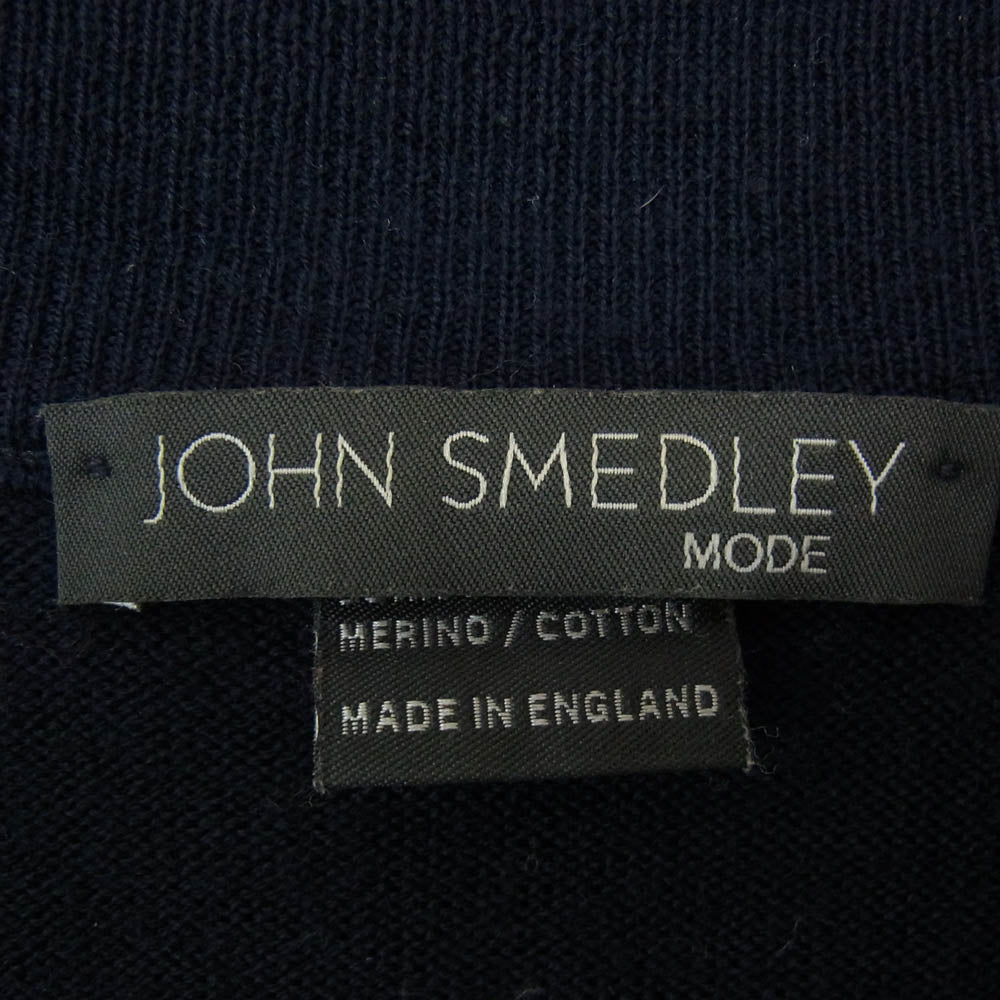 JOHN SMEDLEY
MODE
MERINO / COTTON
MADE IN ENGLAND